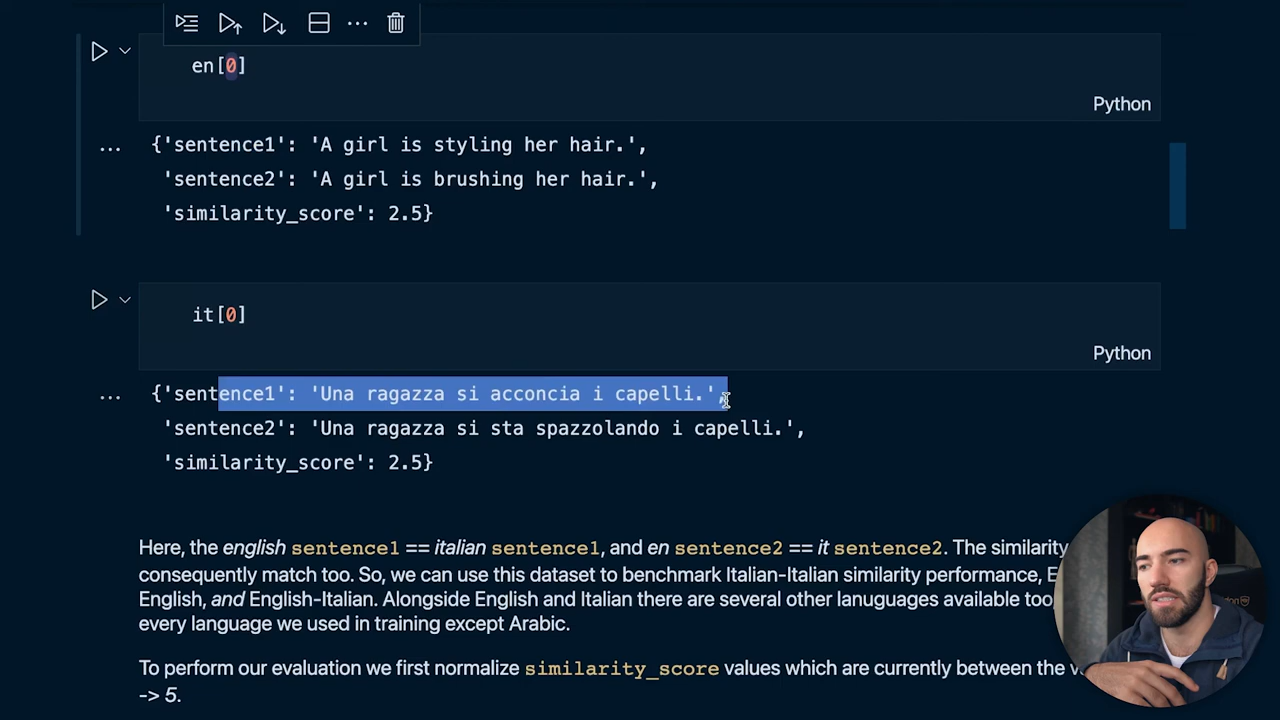 en[0]
Python
{'sentence1': 'A girl is styling her hair.',
'sentence2': 'A girl is brushing her hair.',
'similarity_score': 2.5}
it[0]
Python
{'sentence1': 'Una ragazza si acconcia i capelli.',
'sentence2': 'Una ragazza si sta spazzolando i capelli.',
'similarity_score': 2.5}
Here, the english sentence1 == italian sentence1, and en sentence2 == it sentence2. The similarity
consequently match too. So, we can use this dataset to benchmark Italian-Italian similarity performance,
English, and English-Italian. Alongside English and Italian there are several other lanuguages available too,
every language we used in training except Arabic.
To perform our evaluation we first normalize similarity_score values which are currently between the
-> 5.